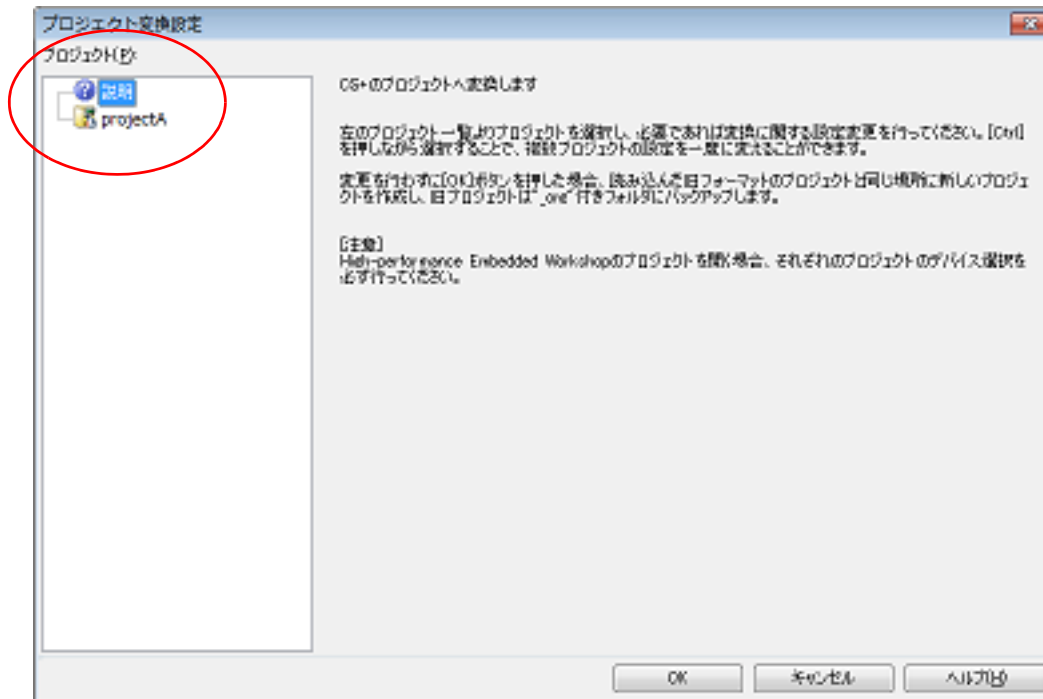 プロジェクト変換設定
プロジェクト(P):
説明
projectA
CS+のプロジェクトへ変換します
左のプロジェクト一覧よりプロジェクトを選択し、必要であれば変換に関する設定変更を行ってください。[Ctrl]
を押しながら選択することで、複数プロジェクトの設定を一度に変えることができます。
変更を行わずに[OK]ボタンを押した場合、読み込んだ旧フォーマットのプロジェクトと同じ場所に新しいプロジェ
クトを作成し、旧プロジェクトは"_org"付きフォルダにバックアップします。
[注意]
High-performance Embedded Workshopのプロジェクトを開く場合、それぞれのプロジェクトのデバイス選択を
必ず行ってください。
OK
キャンセル
ヘルプ(H)